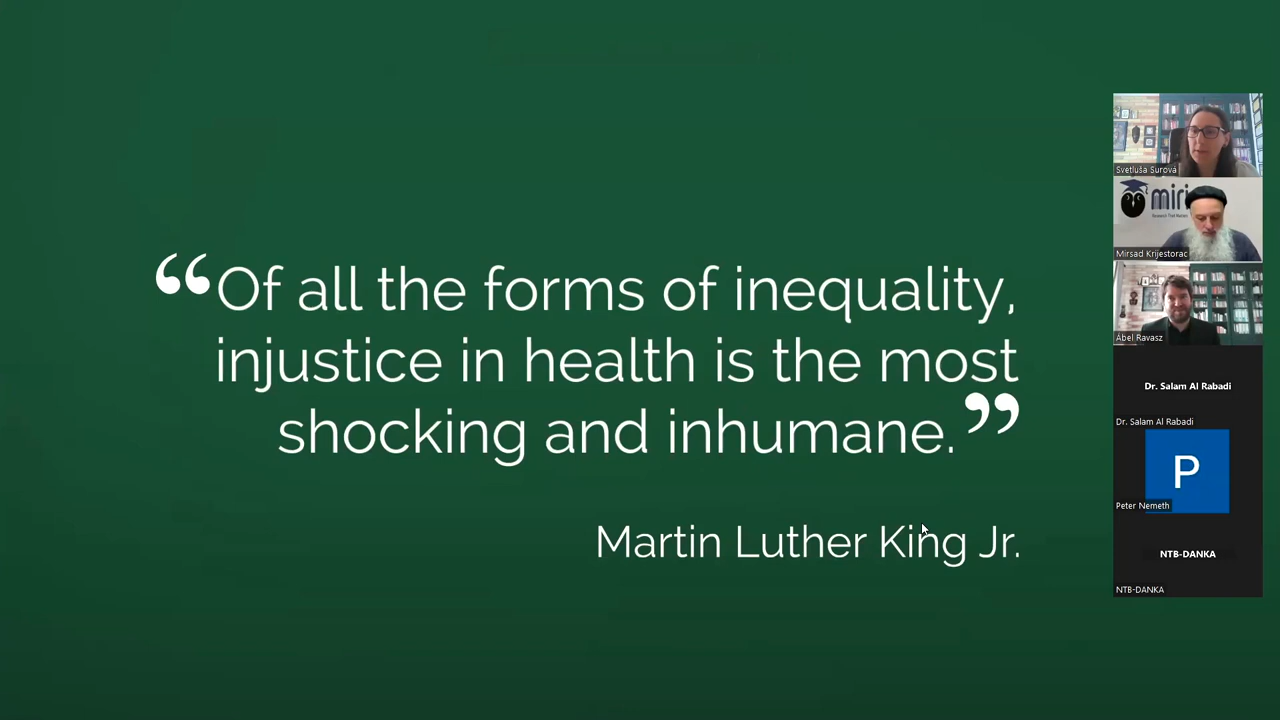 “Of all the forms of inequality,
injustice in health is the most
shocking and inhumane.”
Martin Luther King Jr.
Svetluša Surová
miri
Mirsad Krijestorac
Ábel Ravasz
Dr. Salam Al Rabadi
Dr. Salam Al Rabadi
P
Peter Nemeth
NTB-DANKA
NTB-DANKA